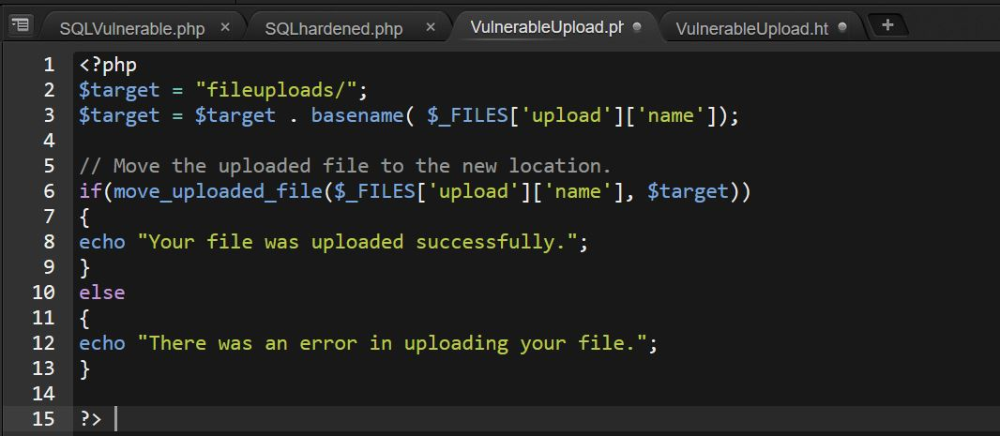 SQLVulnerable.php × SQLhardened.php × VulnerableUpload.ph VulnerableUpload.ht +
1 <?php
2 $target = "fileuploads/";
3 $target = $target . basename( $_FILES['upload']['name']);
4
5 // Move the uploaded file to the new location.
6 if(move_uploaded_file($_FILES['upload']['name'], $target))
7 {
8 echo "Your file was uploaded successfully.";
9 }
10 else
11 {
12 echo "There was an error in uploading your file.";
13 }
14
15 ?>